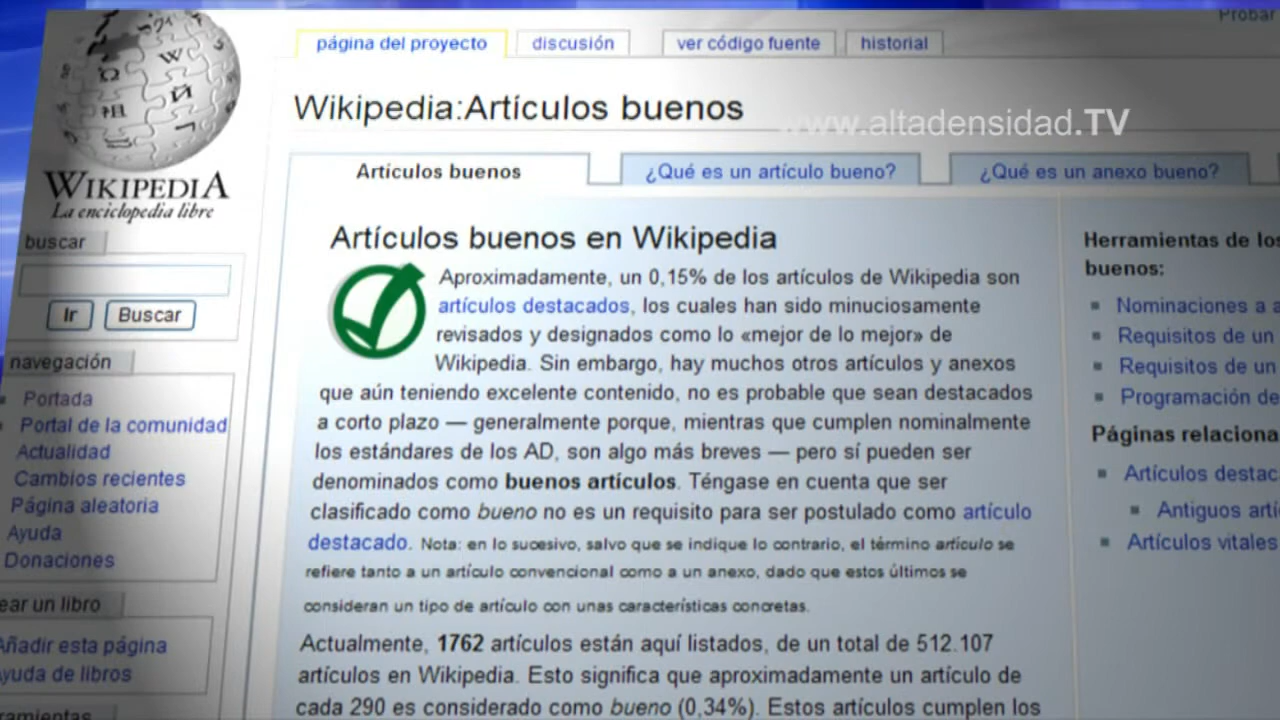 Probar
página del proyecto
discusión
ver código fuente
historial
Wikipedia:Artículos buenos
www.altadensidad.TV
WIKIPEDIA
La enciclopedia libre
Artículos buenos
¿Qué es un artículo bueno?
¿Qué es un anexo bueno?
buscar
Ir
Buscar
navegación
Portada
Portal de la comunidad
Actualidad
Cambios recientes
Página aleatoria
Ayuda
Donaciones
ear un libro
Añadir esta página
Ayuda de libros
ramientas
Artículos buenos en Wikipedia
Aproximadamente, un 0,15% de los artículos de Wikipedia son
artículos destacados, los cuales han sido minuciosamente
revisados y designados como lo «mejor de lo mejor» de
Wikipedia. Sin embargo, hay muchos otros artículos y anexos
que aún teniendo excelente contenido, no es probable que sean destacados
a corto plazo — generalmente porque, mientras que cumplen nominalmente
los estándares de los AD, son algo más breves — pero sí pueden ser
denominados como buenos artículos. Téngase en cuenta que ser
clasificado como bueno no es un requisito para ser postulado como artículo
destacado. Nota: en lo sucesivo, salvo que se indique lo contrario, el término artículo se
refiere tanto a un artículo convencional como a un anexo, dado que estos últimos se
consideran un tipo de artículo con unas características concretas.
Actualmente, 1762 artículos están aquí listados, de un total de 512.107
artículos en Wikipedia. Esto significa que aproximadamente un artículo de
cada 290 es considerado como bueno (0,34%). Estos artículos cumplen los
Herramientas de los
buenos:
Nominaciones a a
Requisitos de un
Requisitos de un
Programación de
Páginas relaciona
Artículos destac
Antiguos artí
Artículos vitales